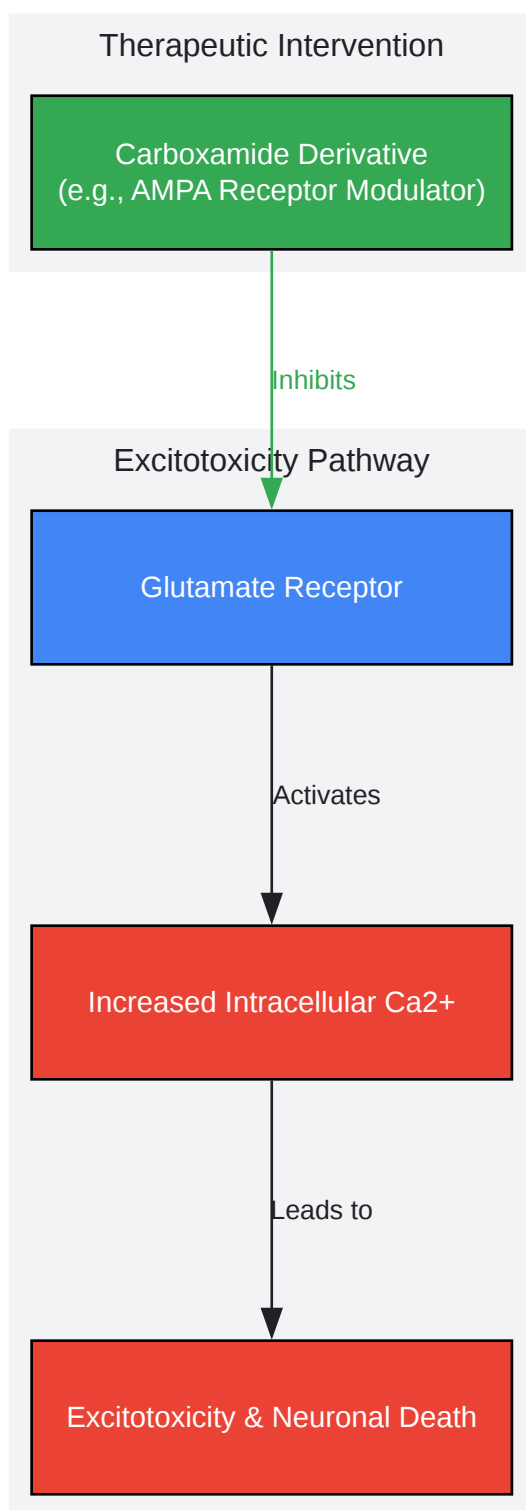 Therapeutic Intervention
Carboxamide Derivative
(e.g., AMPA Receptor Modulator)
Inhibits
Excitotoxicity Pathway
Glutamate Receptor
Activates
Increased Intracellular Ca2+
Leads to
Excitotoxicity & Neuronal Death